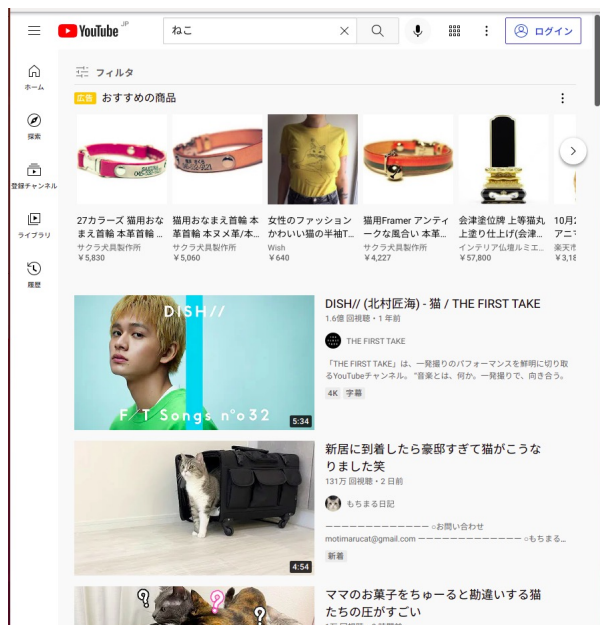 YouTube JP
ねこ
ログイン
ホーム
探索
登録チャンネル
ライブラリ
履歴
フィルタ
広告 おすすめの商品
27カラーズ 猫用おな
まえ首輪 本革首輪 ...
サクラ犬具製作所
￥5,830
猫用おなまえ首輪 本
革首輪 本ヌメ革/本...
サクラ犬具製作所
￥5,060
女性のファッション
かわいい猫の半袖T...
Wish
￥640
猫用Framer アンティ
ークな風合い 本革...
サクラ犬具製作所
￥4,227
会津塗位牌 上等猫丸
上塗り仕上げ(会津...
インテリア仏壇ルミエ...
￥57,800
10月2
アニマ
楽天市
￥3,18
DISH//
F/T Songs nº032
5:34
DISH// (北村匠海) - 猫 / THE FIRST TAKE
1.6億 回視聴・1 年前
THE FIRST TAKE
「THE FIRST TAKE」は、一発撮りのパフォーマンスを鮮明に切り取
るYouTubeチャンネル。 "音楽とは、何か。一発撮りで、向き合う。
4K 字幕
4:54
新居に到着したら豪邸すぎて猫がこうな
りました笑
131万 回視聴・2 日前
もちまる日記
ーーーーーーーーーーーーー ○お問い合わせ
motimarucat@gmail.com ーーーーーーーーーーーーー ○もちまる...
新着
ママのお菓子をちゅーると勘違いする猫
たちの圧がすごい